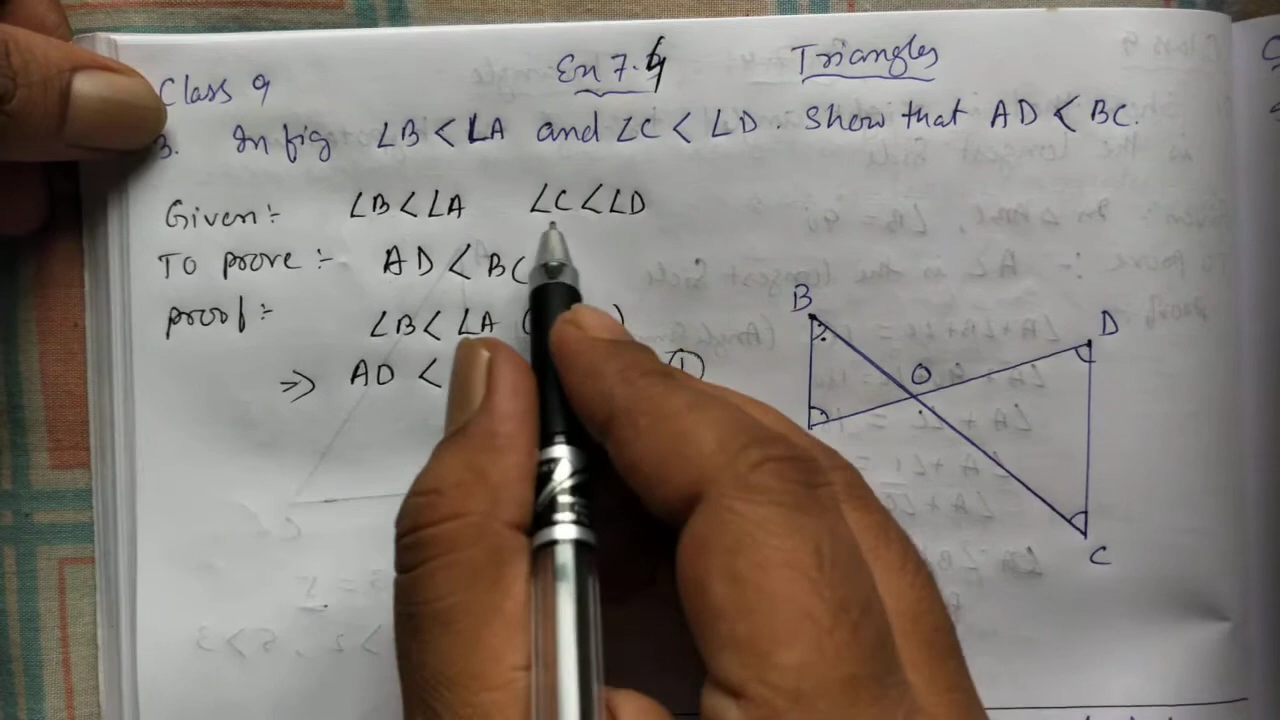 Class 9
Ex 7.4
Triangles
3. In fig ∠B < ∠A and ∠C < ∠D. Show that AD < BC.
Given :- ∠B < ∠A ∠C < ∠D
To prove :- AD < BC
proof :- ∠B < ∠A
⇒ AD < ①
B
D
O
C